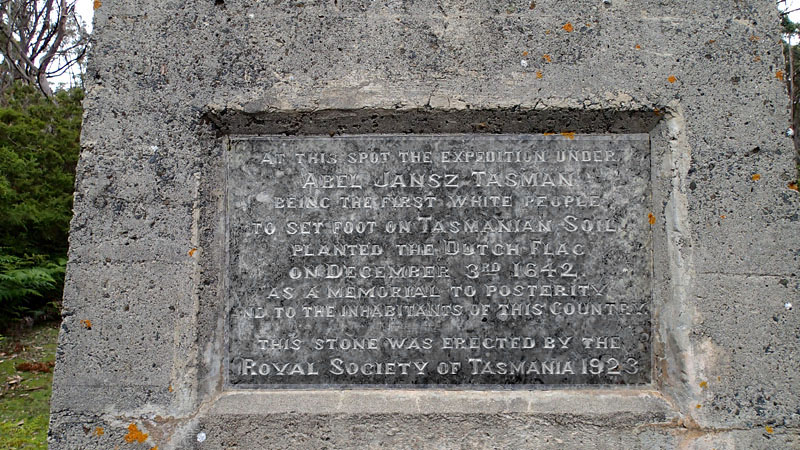 AT THIS SPOT THE EXPEDITION UNDER
ABEL JANSZ TASMAN
BEING THE FIRST WHITE PEOPLE
TO SET FOOT ON TASMANIAN SOIL
PLANTED THE DUTCH FLAG
ON DECEMBER 3RD 1642
AS A MEMORIAL TO POSTERITY
AND TO THE INHABITANTS OF THIS COUNTRY
THIS STONE WAS ERECTED BY THE
ROYAL SOCIETY OF TASMANIA 1923